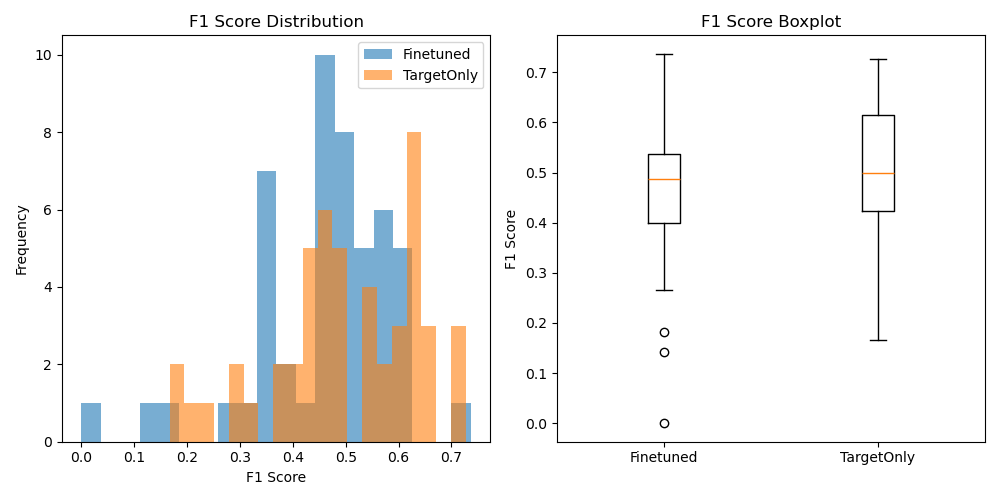 F1 Score Distribution
Finetuned
TargetOnly
Frequency
10
8
6
4
2
0
0.0 0.1 0.2 0.3 0.4 0.5 0.6 0.7
F1 Score
F1 Score Boxplot
F1 Score
0.7
0.6
0.5
0.4
0.3
0.2
0.1
0.0
Finetuned TargetOnly